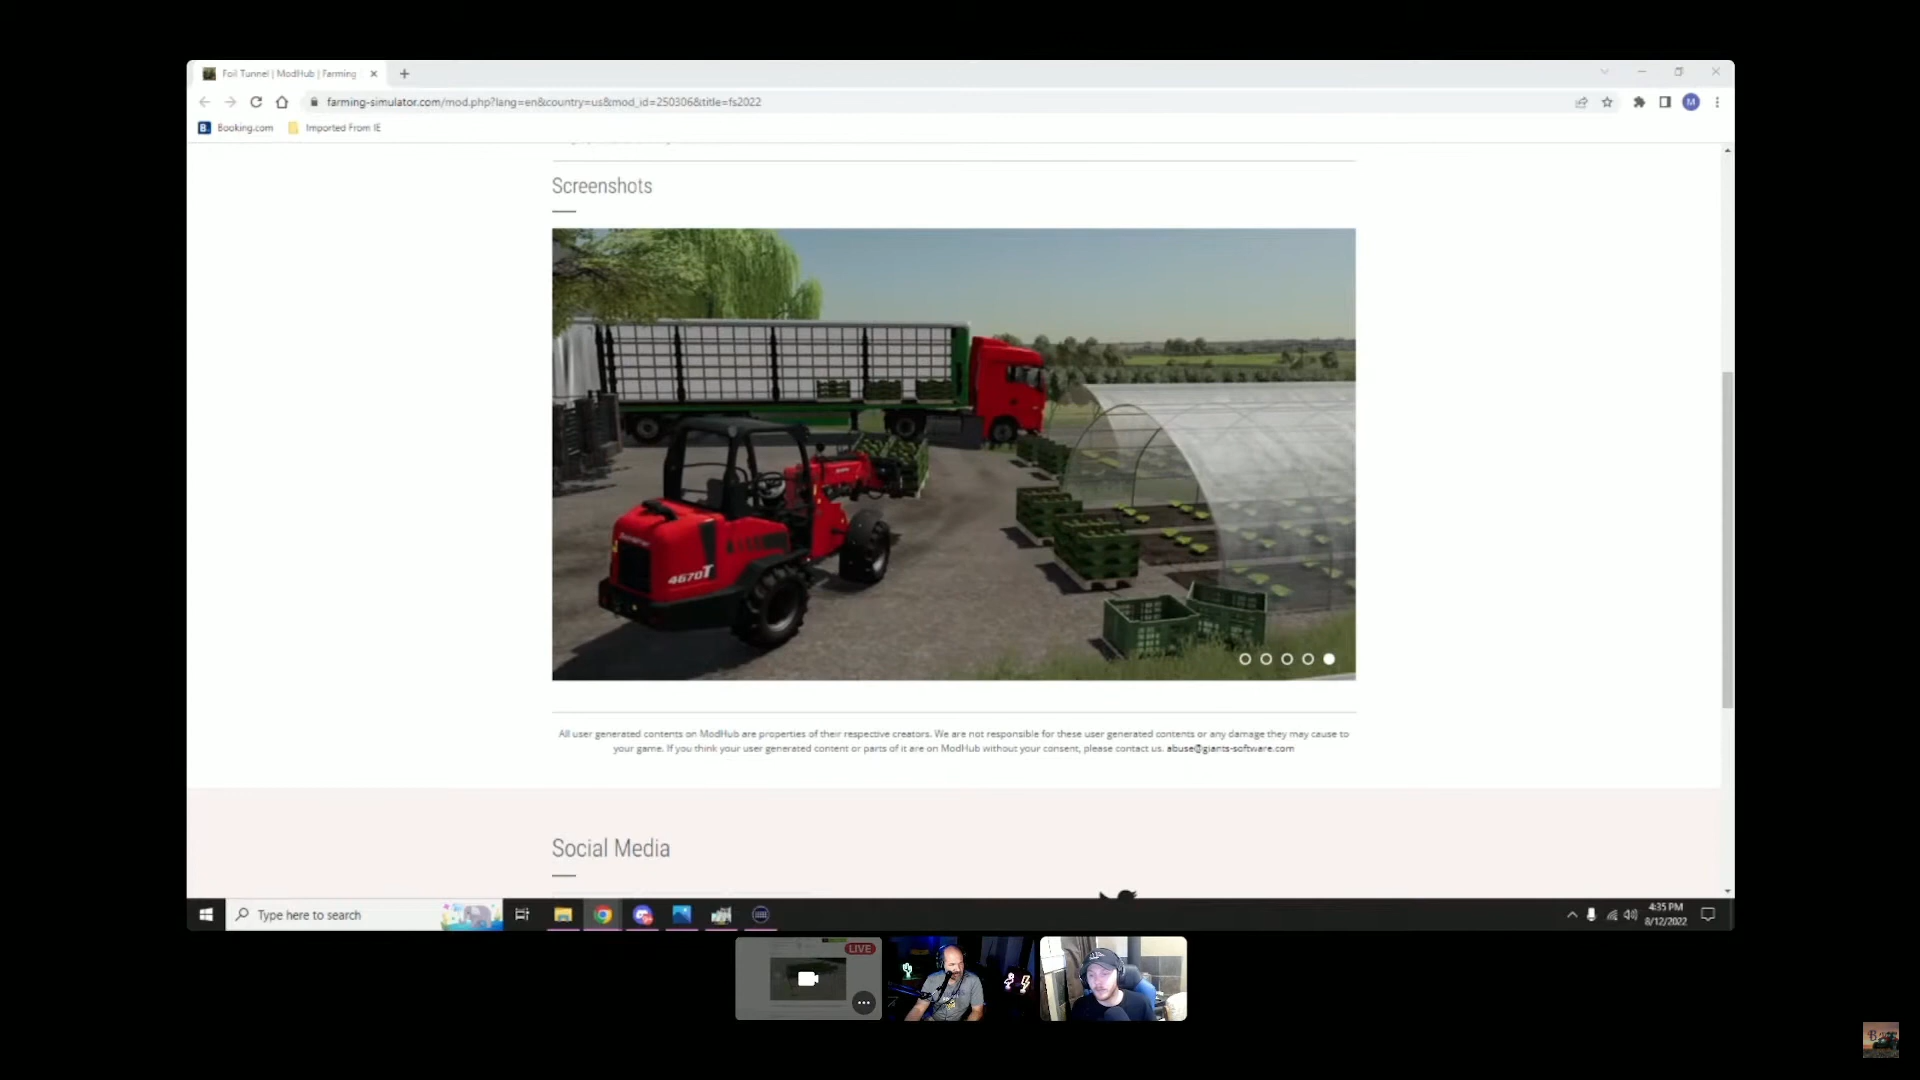 Foil Tunnel | ModHub | Farming
farming-simulator.com/mod.php?lang=en&country=us&mod_id=250306&title=fs2022
M
B.
Booking.com
Imported From IE
Screenshots
4670T
All user generated contents on ModHub are properties of their respective creators. We are not responsible for these user generated contents or any damage they may cause to
your game. If you think your user generated content or parts of it are on ModHub without your consent, please contact us. abuse@giants-software.com
Social Media
Type here to search
4:35 PM
8/12/2022
LIVE